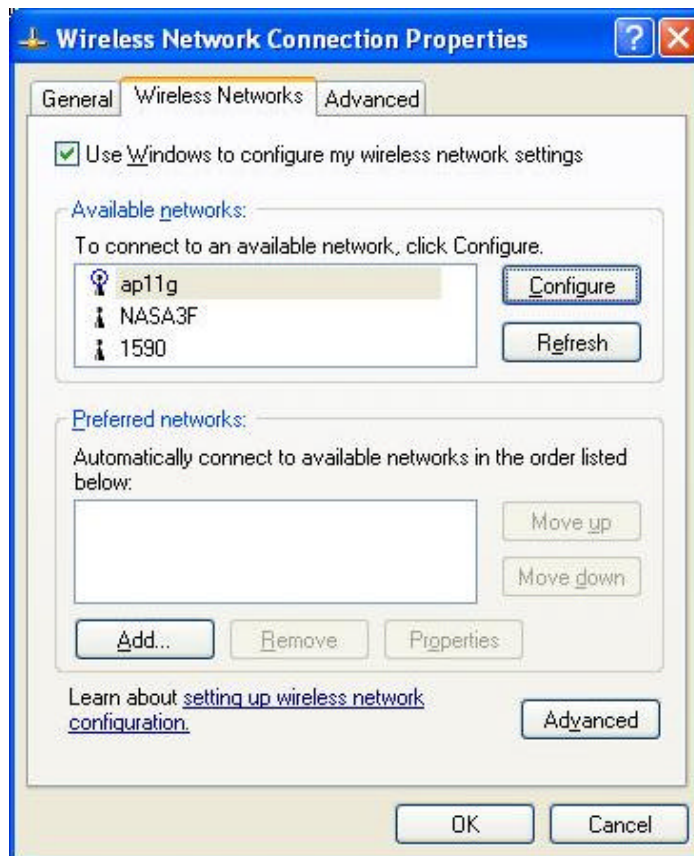 Wireless Network Connection Properties
General Wireless Networks Advanced
Use Windows to configure my wireless network settings
Available networks:
To connect to an available network, click Configure.
ap11g
Configure
NASA3F
1590
Refresh
Preferred networks:
Automatically connect to available networks in the order listed
below:
Move up
Move down
Add... Remove Properties
Learn about setting up wireless network
configuration.
Advanced
OK Cancel